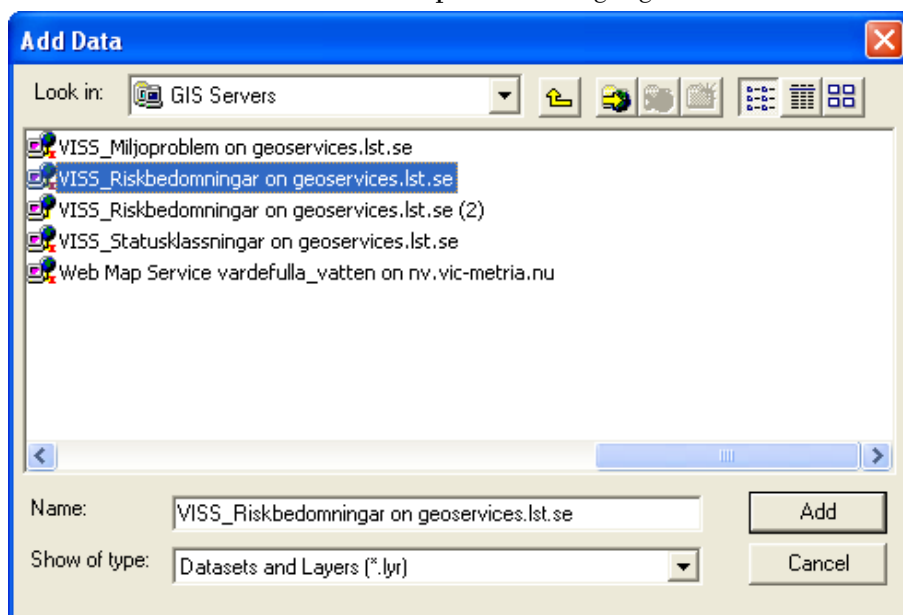 Add Data
Look in: GIS Servers
VISS_Miljoproblem on geoservices.lst.se
VISS_Riskbedomningar on geoservices.lst.se
VISS_Riskbedomningar on geoservices.lst.se (2)
VISS_Statusklassningar on geoservices.lst.se
Web Map Service vardefulla_vatten on nv.vic-metria.nu
Name: VISS_Riskbedomningar on geoservices.lst.se Add
Show of type: Datasets and Layers (*.lyr) Cancel